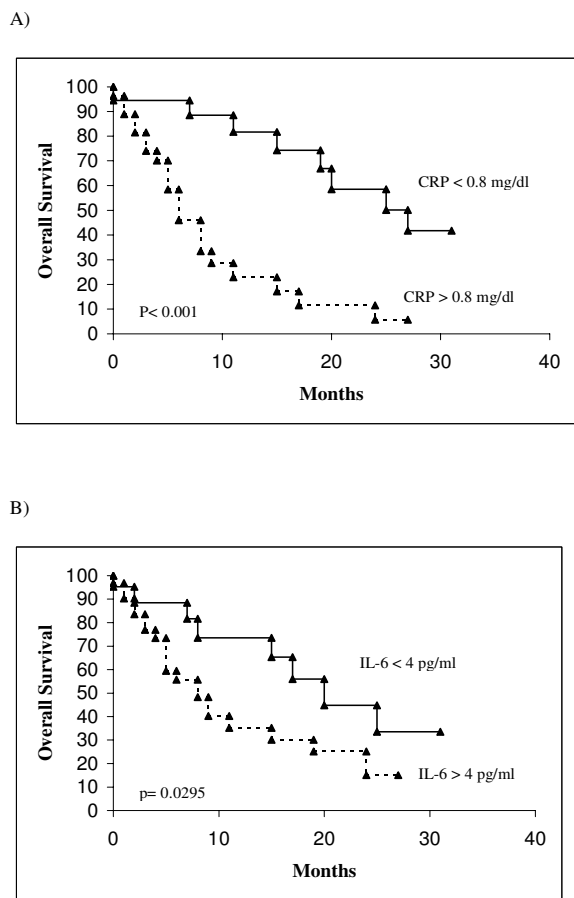 A)
100
90
80
70
60
50
40
30
20
10
0
Overall Survival
CRP < 0.8 mg/dl
CRP > 0.8 mg/dl
P< 0.001
0 10 20 30 40
Months
B)
100
90
80
70
60
50
40
30
20
10
0
Overall Survival
IL-6 < 4 pg/ml
IL-6 > 4 pg/ml
p= 0.0295
0 10 20 30 40
Months